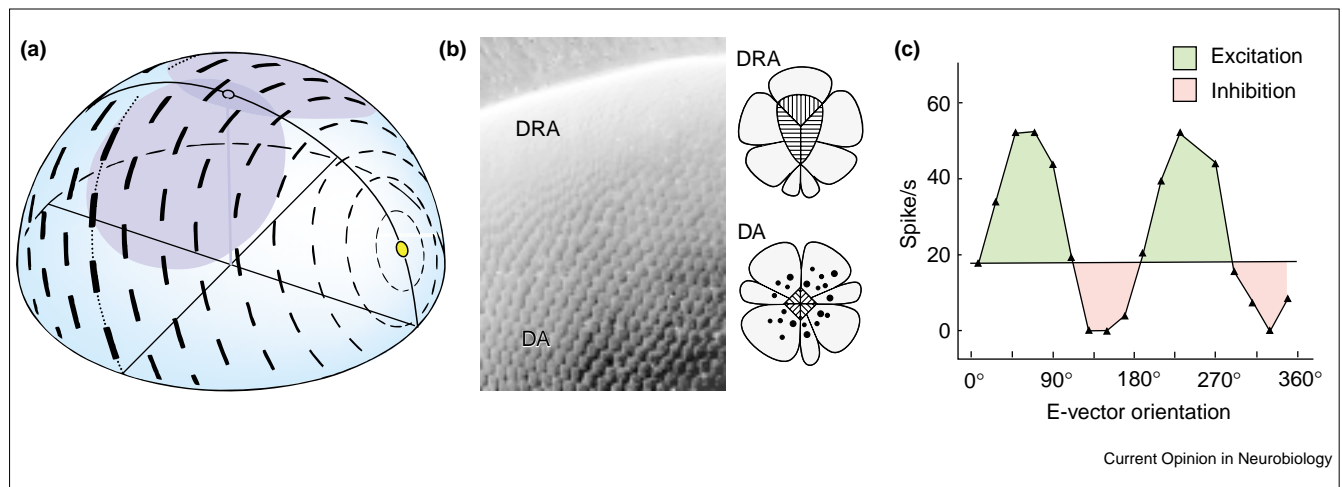 (a)
(b)
DRA
DA
DRA
DA
(c)
Excitation
Inhibition
Spike/s
60
40
20
0
0° 90° 180° 270° 360°
E-vector orientation
Current Opinion in Neurobiology